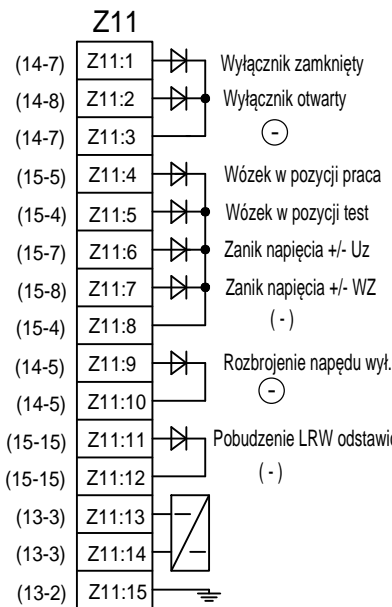 Z11
(14-7) Z11:1 Wyłącznik zamknięty
(14-8) Z11:2 Wyłącznik otwarty
(14-7) Z11:3 -
(15-5) Z11:4 Wózek w pozycji praca
(15-4) Z11:5 Wózek w pozycji test
(15-7) Z11:6 Zanik napięcia +/- Uz
(15-8) Z11:7 Zanik napięcia +/- WZ
(15-4) Z11:8 (-)
(14-5) Z11:9 Rozbrojenie napędu wył.
(14-5) Z11:10 -
(15-15) Z11:11 Pobudzenie LRW odstawie
(15-15) Z11:12 (-)
(13-3) Z11:13
(13-3) Z11:14
(13-2) Z11:15